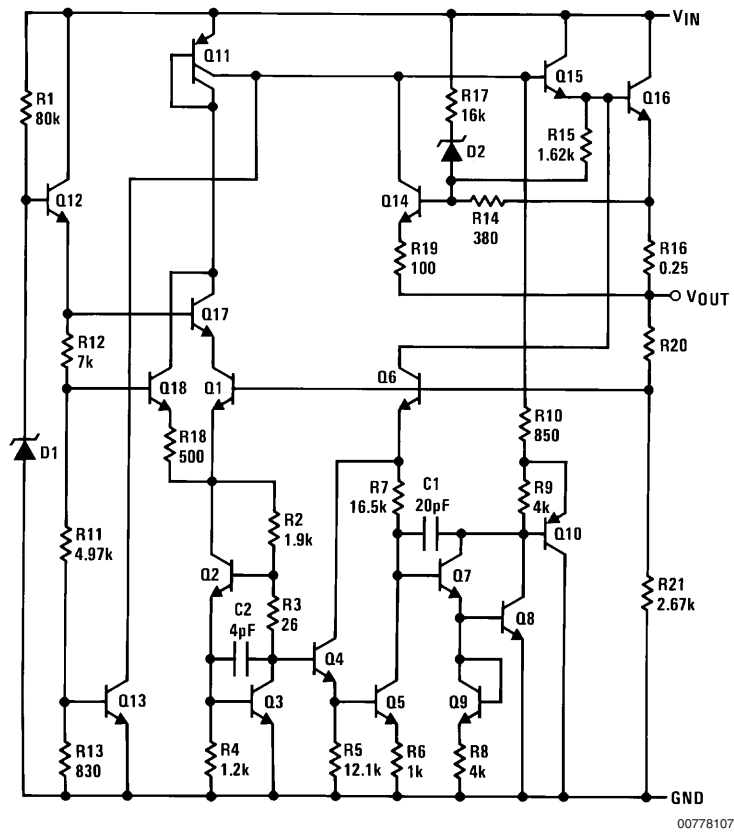 VIN
Q11
Q15
Q16
R1
80k
R17
16k
R15
1.62k
D2
Q12
Q14
R14
380
R19
100
R16
0.25
VOUT
Q17
R12
7k
R20
Q18
Q1
Q6
R18
500
R10
850
D1
R7
16.5k
C1
20pF
R9
4k
Q10
R2
1.9k
R11
4.97k
Q2
Q7
R3
26
R21
2.67k
C2
4pF
Q8
Q4
Q13
Q3
Q5
Q9
R13
830
R4
1.2k
R5
12.1k
R6
1k
R8
4k
GND
00778107